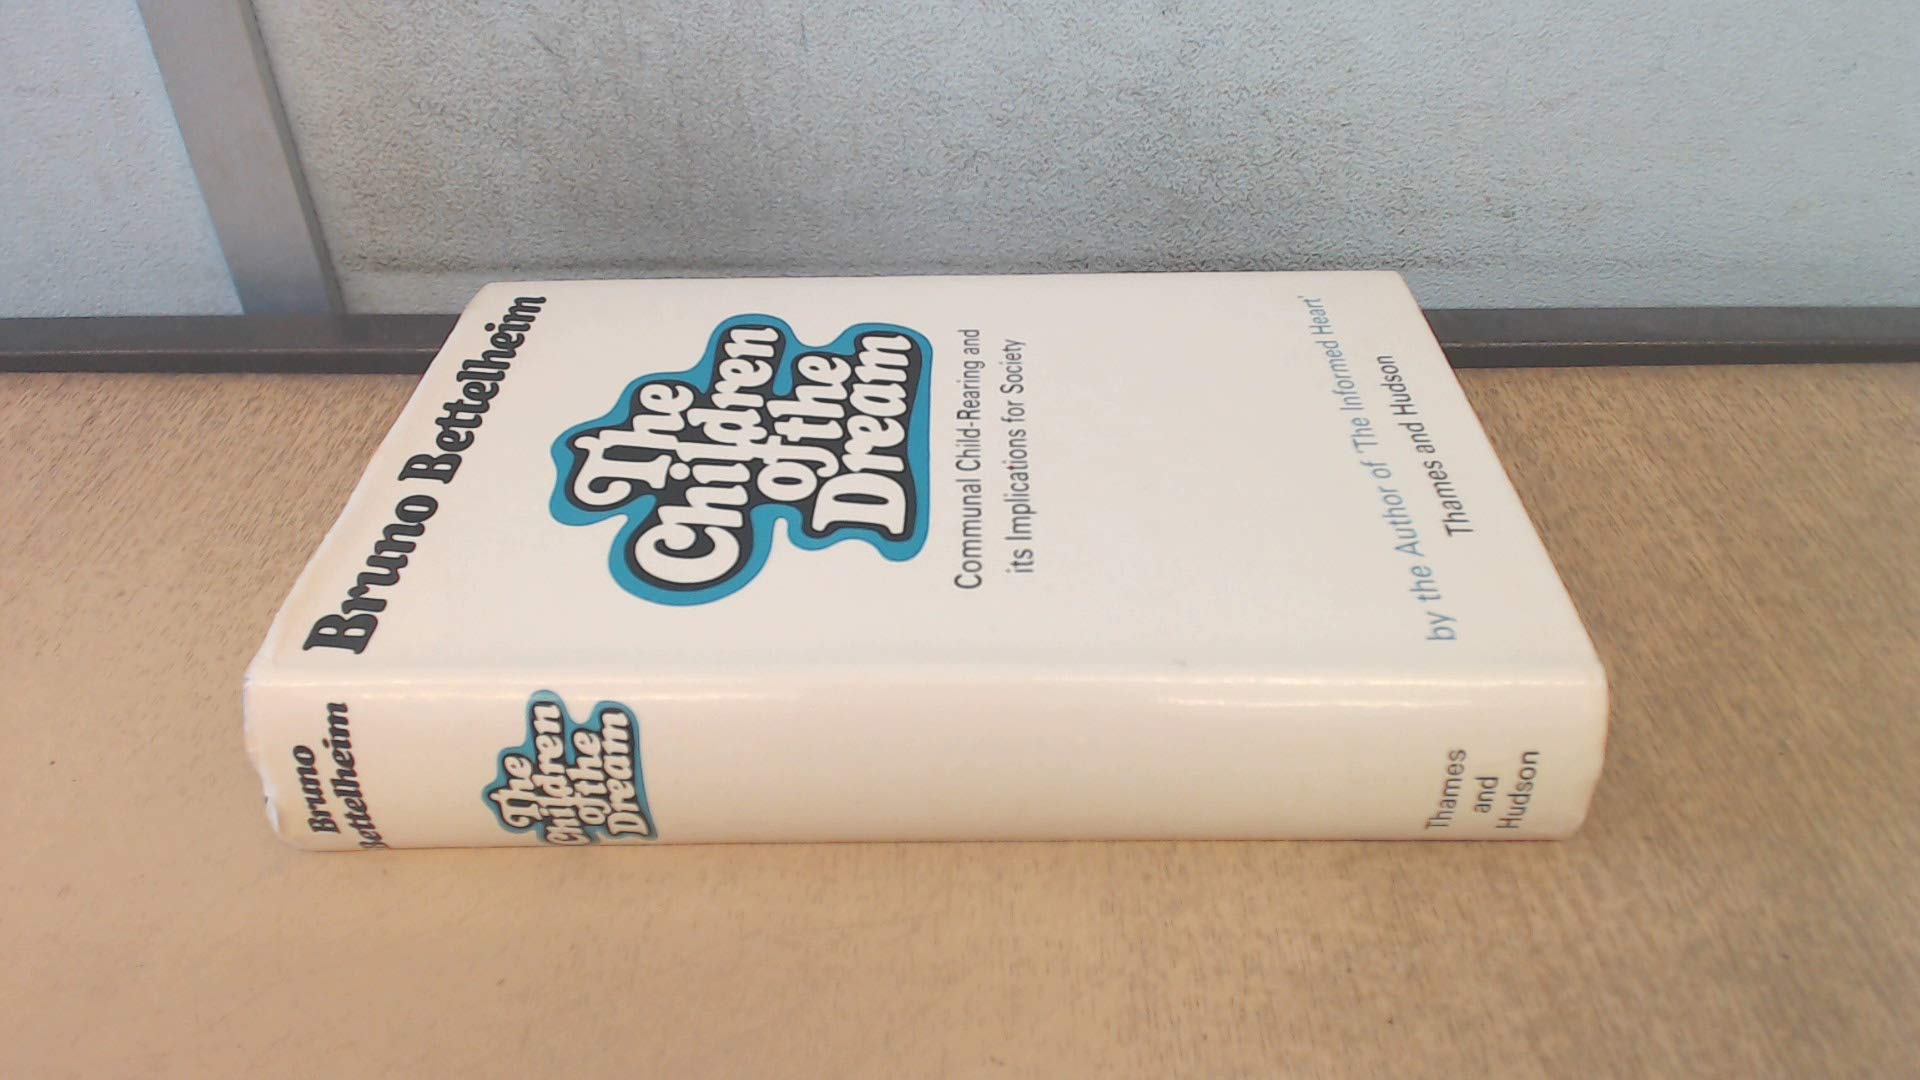 Bruno Bettelheim
The
Children
of the
Dream
Communal Child-Rearing and
its Implications for Society
by the Author of 'The Informed Heart'
Thames and Hudson
Bruno
Bettelheim
The
Children
of the
Dream
Thames
and
Hudson